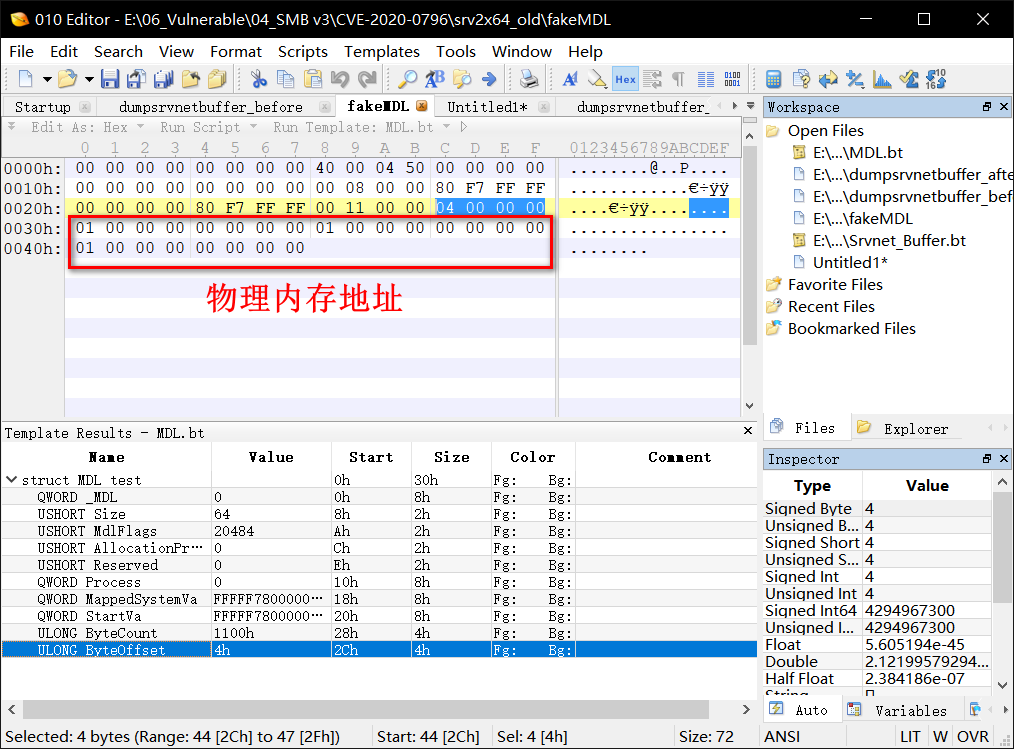 010 Editor - E:\06_Vulnerable\04_SMB v3\CVE-2020-0796\srv2x64_old\fakeMDL
File Edit Search View Format Scripts Templates Tools Window Help
Startup dumpsrvnetbuffer_before fakeMDL Untitled1* dumpsrvnetbuffer_
Edit As: Hex Run Script Run Template: MDL.bt
0 1 2 3 4 5 6 7 8 9 A B C D E F 0123456789ABCDEF
0000h: 00 00 00 00 00 00 00 00 40 00 04 50 00 00 00 00 ........@..P....
0010h: 00 00 00 00 00 00 00 00 00 08 00 00 80 F7 FF FF ............€÷ÿÿ
0020h: 00 00 00 00 80 F7 FF FF 00 11 00 00 04 00 00 00 ....€÷ÿÿ........
0030h: 01 00 00 00 00 00 00 00 01 00 00 00 00 00 00 00 ................
0040h: 01 00 00 00 00 00 00 00 ........
物理内存地址
Template Results - MDL.bt
Name Value Start Size Color Comment
struct MDL test 0h 30h Fg: Bg:
QWORD _MDL 0 0h 8h Fg: Bg:
USHORT Size 64 8h 2h Fg: Bg:
USHORT MdlFlags 20484 Ah 2h Fg: Bg:
USHORT AllocationPr… 0 Ch 2h Fg: Bg:
USHORT Reserved 0 Eh 2h Fg: Bg:
QWORD Process 0 10h 8h Fg: Bg:
QWORD MappedSystemVa FFFFF7800000… 18h 8h Fg: Bg:
QWORD StartVa FFFFF7800000… 20h 8h Fg: Bg:
ULONG ByteCount 1100h 28h 4h Fg: Bg:
ULONG ByteOffset 4h 2Ch 4h Fg: Bg:
Workspace
Open Files
E:\...\MDL.bt
E:\...\dumpsrvnetbuffer_afte
E:\...\dumpsrvnetbuffer_bef
E:\...\fakeMDL
E:\...\Srvnet_Buffer.bt
Untitled1*
Favorite Files
Recent Files
Bookmarked Files
Files Explorer
Inspector
Type Value
Signed Byte 4
Unsigned B... 4
Signed Short 4
Unsigned S... 4
Signed Int 4
Unsigned Int 4
Signed Int64 4294967300
Unsigned I... 4294967300
Float 5.605194e-45
Double 2.12199579294...
Half Float 2.384186e-07
String
Auto Variables
Selected: 4 bytes (Range: 44 [2Ch] to 47 [2Fh]) Start: 44 [2Ch] Sel: 4 [4h] Size: 72 ANSI LIT W OVR